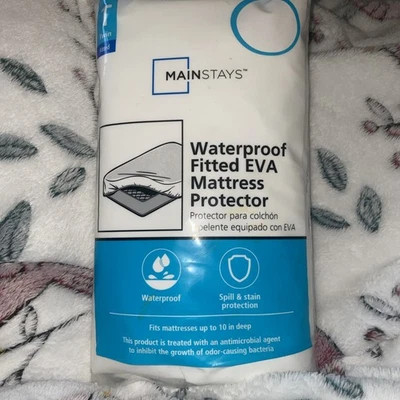 Twin
MAINSTAYS™
Waterproof
Fitted EVA
Mattress
Protector
Protector para colchón
repelente equipado con EVA
Waterproof
Spill & stain
protection
Fits mattresses up to 10 in deep
This product is treated with an antimicrobial agent
to inhibit the growth of odor-causing bacteria